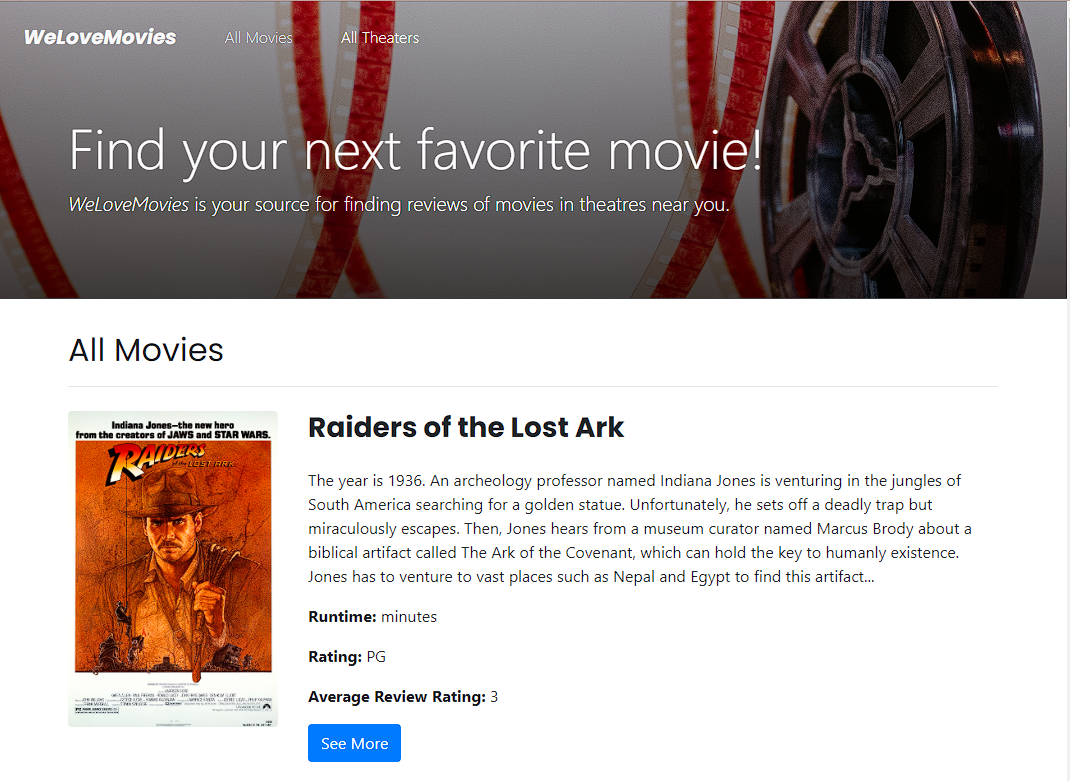 WeLoveMovies All Movies All Theaters
Find your next favorite movie!
WeLoveMovies is your source for finding reviews of movies in theatres near you.
All Movies
Indiana Jones—the new hero
from the creators of JAWS and STAR WARS.
RAIDERS
of the LOST ARK
Raiders of the Lost Ark
The year is 1936. An archeology professor named Indiana Jones is venturing in the jungles of
South America searching for a golden statue. Unfortunately, he sets off a deadly trap but
miraculously escapes. Then, Jones hears from a museum curator named Marcus Brody about a
biblical artifact called The Ark of the Covenant, which can hold the key to humanly existence.
Jones has to venture to vast places such as Nepal and Egypt to find this artifact...
Runtime: minutes
Rating: PG
Average Review Rating: 3
See More